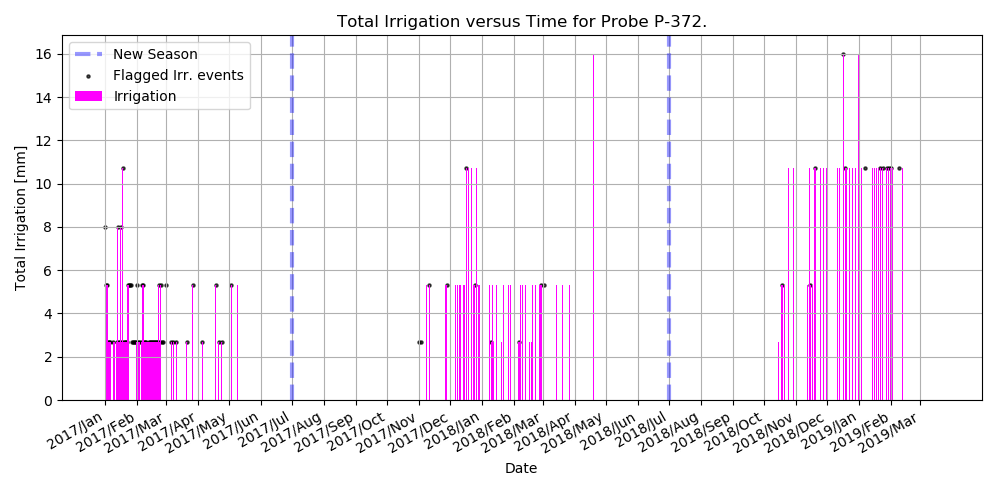 Total Irrigation versus Time for Probe P-372.
New Season
Flagged Irr. events
Irrigation
Total Irrigation [mm]
16
14
12
10
8
6
4
2
0
2017/Jan
2017/Feb
2017/Mar
2017/Apr
2017/May
2017/Jun
2017/Jul
2017/Aug
2017/Sep
2017/Oct
2017/Nov
2017/Dec
2018/Jan
2018/Feb
2018/Mar
2018/Apr
2018/May
2018/Jun
2018/Jul
2018/Aug
2018/Sep
2018/Oct
2018/Nov
2018/Dec
2019/Jan
2019/Feb
2019/Mar
Date